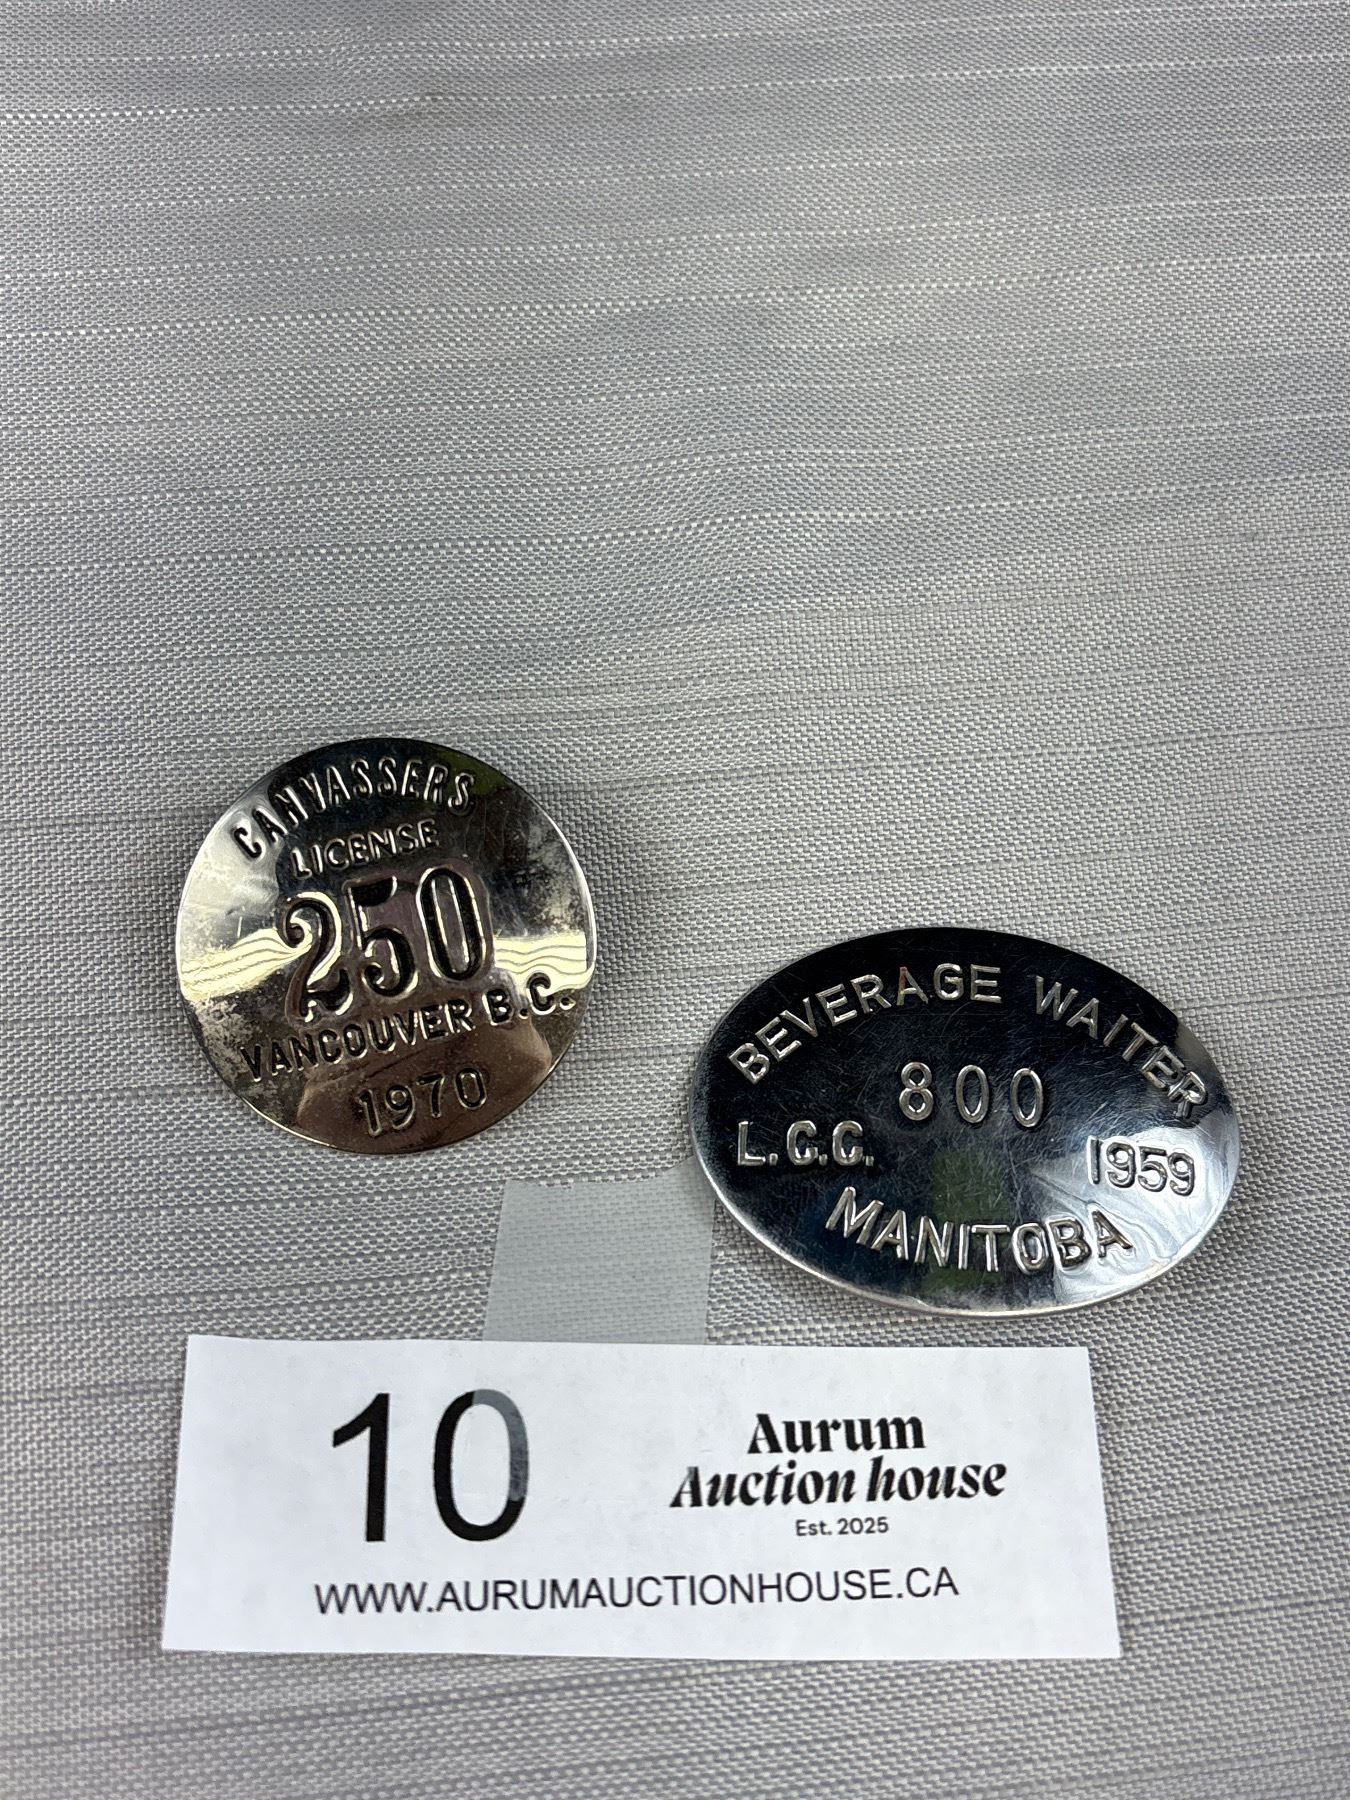 CANVASSERS
LICENSE
250
VANCOUVER B.C.
1970
BEVERAGE WAITER
800
L.C.C. 1959
MANITOBA
10
Aurum
Auction house
Est. 2025
WWW.AURUMAUCTIONHOUSE.CA